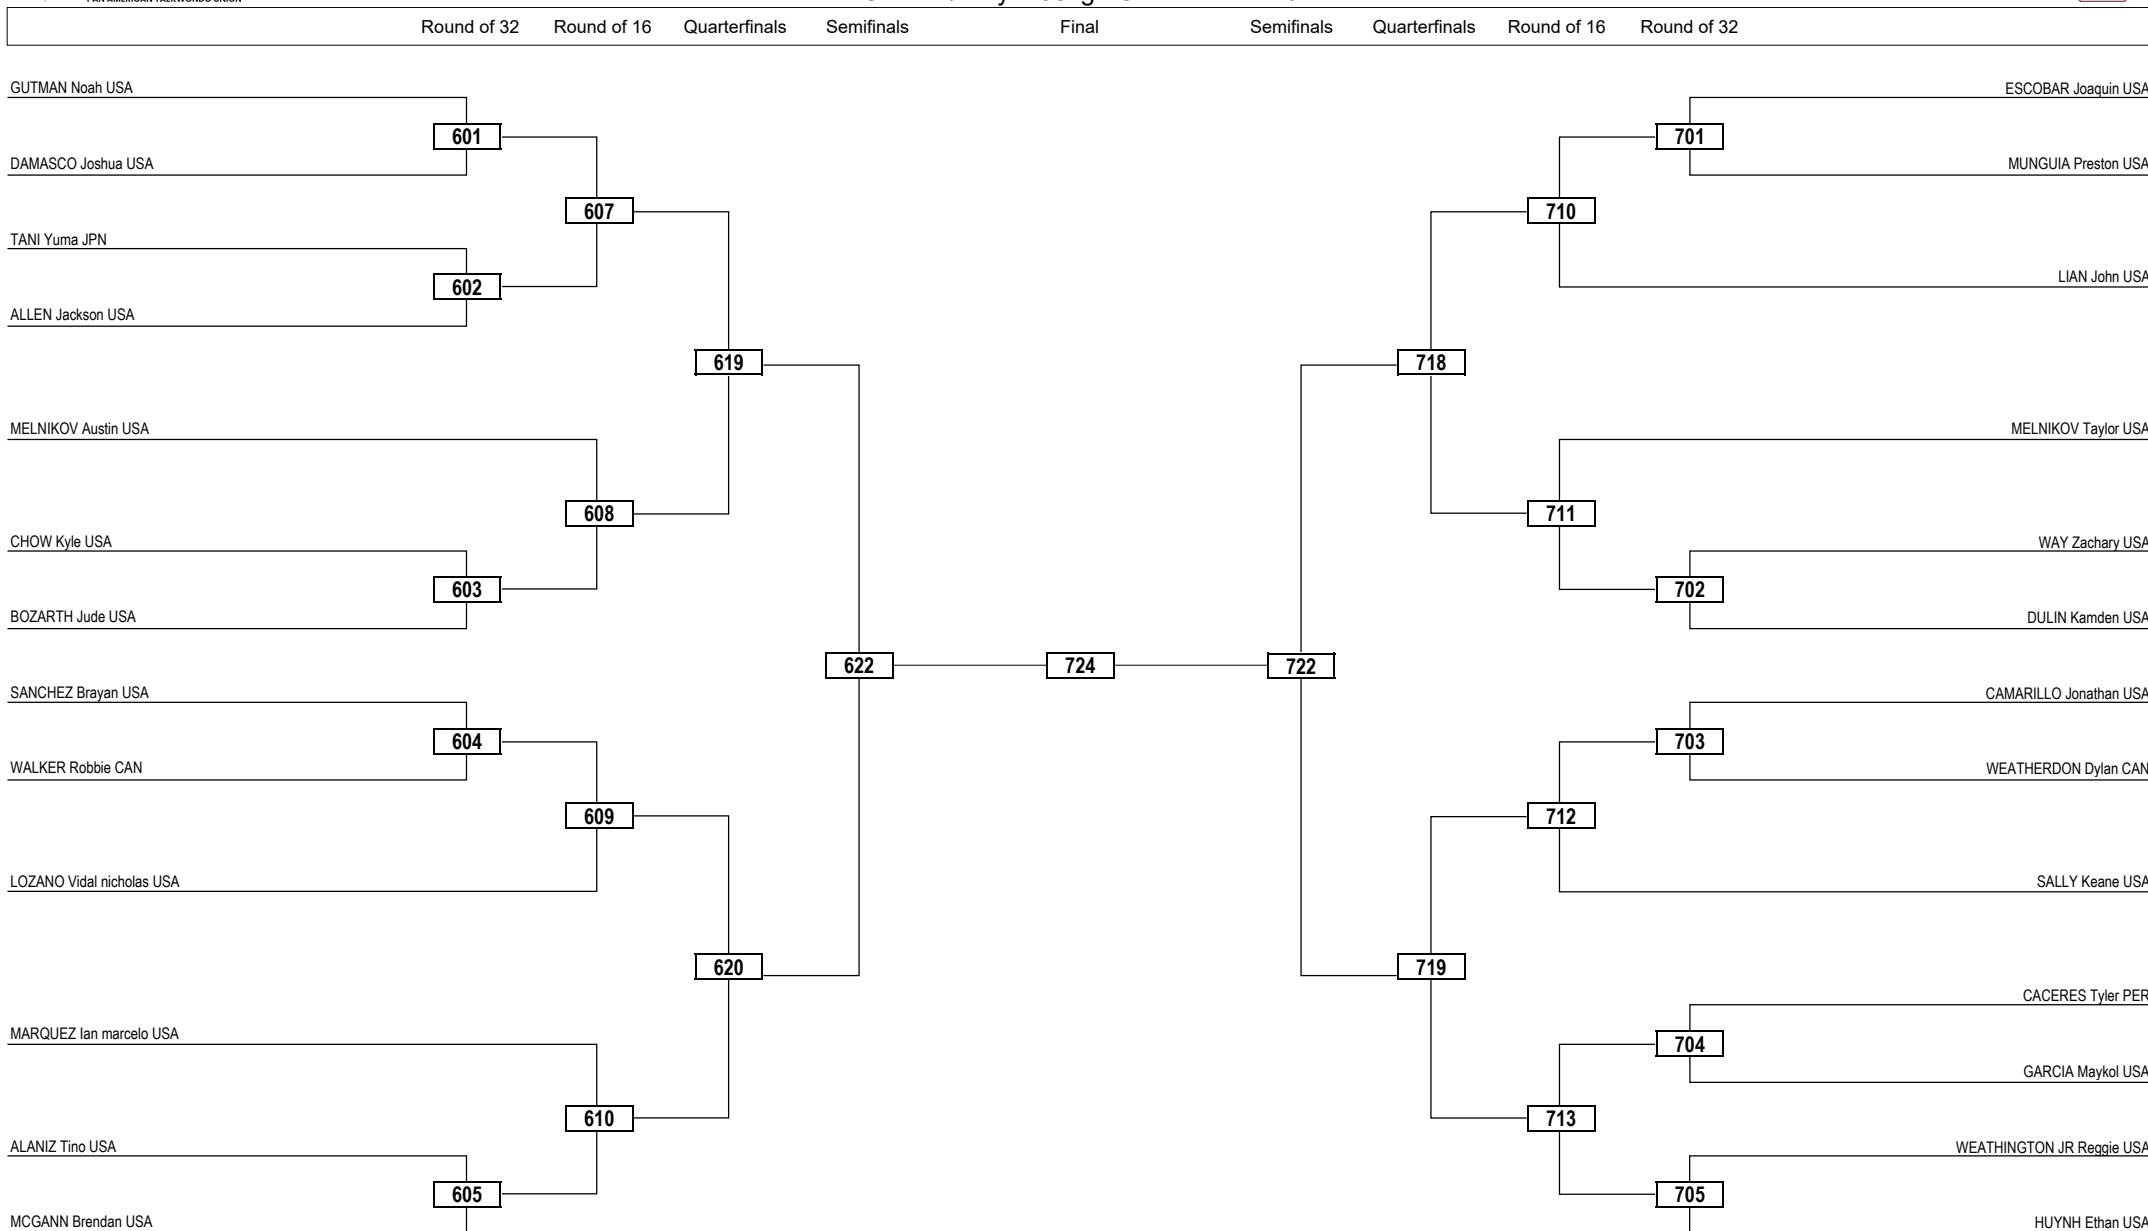 PAN AMERICAN TAEKWONDO UNION
Round of 32 Round of 16 Quarterfinals Semifinals Final Semifinals Quarterfinals Round of 16 Round of 32
GUTMAN Noah USA
ESCOBAR Joaquin USA
601
701
DAMASCO Joshua USA
MUNGUIA Preston USA
607
710
TANI Yuma JPN
602
LIAN John USA
ALLEN Jackson USA
619
718
MELNIKOV Austin USA
MELNIKOV Taylor USA
608
711
CHOW Kyle USA
WAY Zachary USA
603
702
BOZARTH Jude USA
DULIN Kamden USA
622 724 722
SANCHEZ Brayan USA
CAMARILLO Jonathan USA
604
703
WALKER Robbie CAN
WEATHERDON Dylan CAN
609
712
LOZANO Vidal nicholas USA
SALLY Keane USA
620
719
CACERES Tyler PER
MARQUEZ Ian marcelo USA
704
GARCIA Maykol USA
610
713
ALANIZ Tino USA
WEATHINGTON JR Reggie USA
605
705
MCGANN Brendan USA
HUYNH Ethan USA